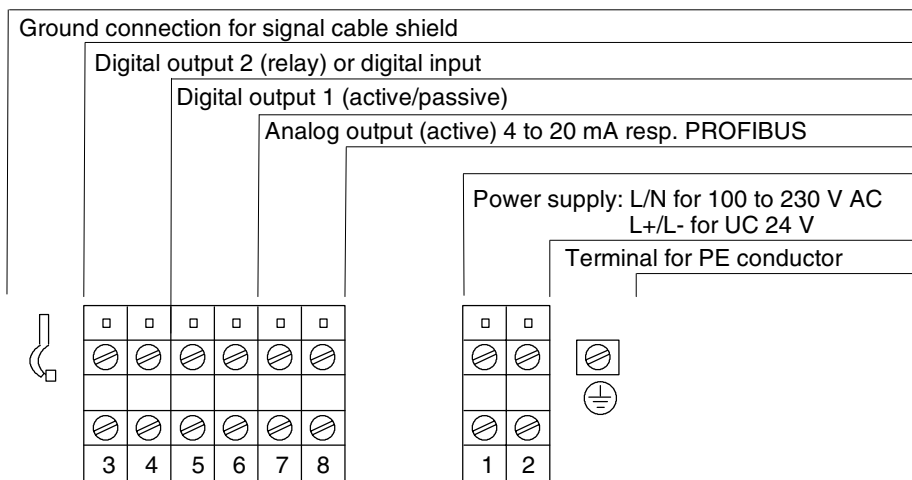 Ground connection for signal cable shield
Digital output 2 (relay) or digital input
Digital output 1 (active/passive)
Analog output (active) 4 to 20 mA resp. PROFIBUS
Power supply: L/N for 100 to 230 V AC
L+/L- for UC 24 V
Terminal for PE conductor
3 4 5 6 7 8 1 2